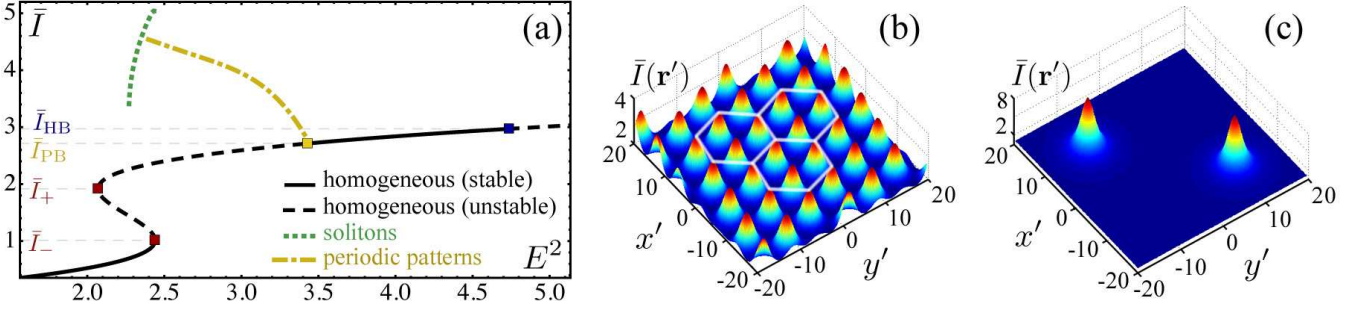 (a)
Ī
5
4
3
2
1
Ī_HB
Ī_PB
Ī_+
Ī_−
homogeneous (stable)
homogeneous (unstable)
solitons
periodic patterns
E²
2.0 2.5 3.0 3.5 4.0 4.5 5.0
(b)
Ī(r′)
4
2
20
10
0
-10
-20
x′
-20
-10
0
10
20
y′
(c)
Ī(r′)
8
2
20
10
0
-10
-20
x′
-20
-10
0
10
20
y′